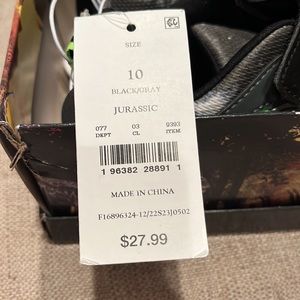 SIZE
10
BLACK/GRAY
JURASSIC
077 03 9393
DEPT CL ITEM
1 96382 28891 1
MADE IN CHINA
F16896324-12/22S23J0502
$27.99